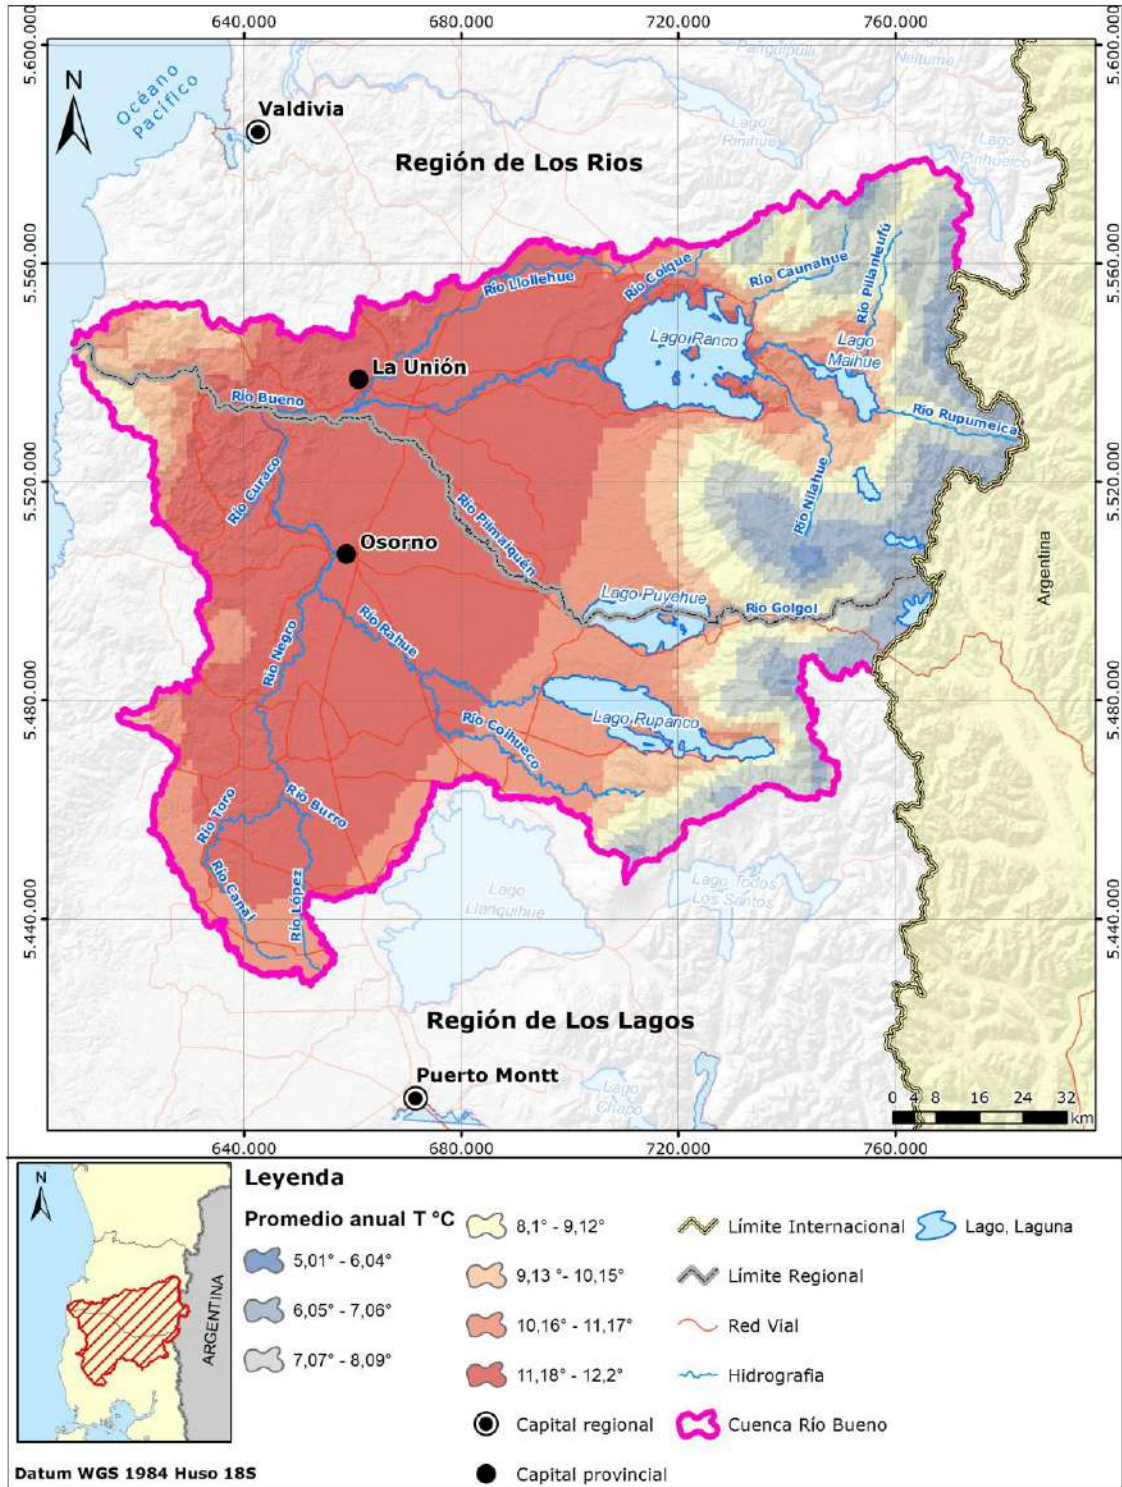 640.000
680.000
720.000
760.000
5.600.000
5.600.000
Panguipulli
Lago
Neltume
N
Océano
Pacífico
Valdivia
Lago
Riñihue
Lago
Pirihueico
Región de Los Rios
5.560.000
5.560.000
Río Llollehue
Río Colque
Río Caunahue
Río Pillanleufú
Lago Ranco
Lago
Maihue
La Unión
Río Bueno
Río Rupumeica
5.520.000
5.520.000
Río Curaco
Río Pilmaiquén
Río Nilahue
Osorno
Argentina
Lago Puyehue
Río Golgol
Río Negro
Río Rahue
5.480.000
5.480.000
Río Coihueco
Lago Rupanco
Río Toro
Río Burro
Río Canal
Río López
Lago
Llanquihue
Lago Todos
Los Santos
5.440.000
5.440.000
Región de Los Lagos
Puerto Montt
Lago
Chapo
0 4 8 16 24 32
km
640.000
680.000
720.000
760.000
N
ARGENTINA
Datum WGS 1984 Huso 18S
Leyenda
Promedio anual T °C
5,01° - 6,04°
6,05° - 7,06°
7,07° - 8,09°
8,1° - 9,12°
9,13 °- 10,15°
10,16° - 11,17°
11,18° - 12,2°
Capital regional
Capital provincial
Límite Internacional
Límite Regional
Red Vial
Hidrografia
Cuenca Río Bueno
Lago, Laguna